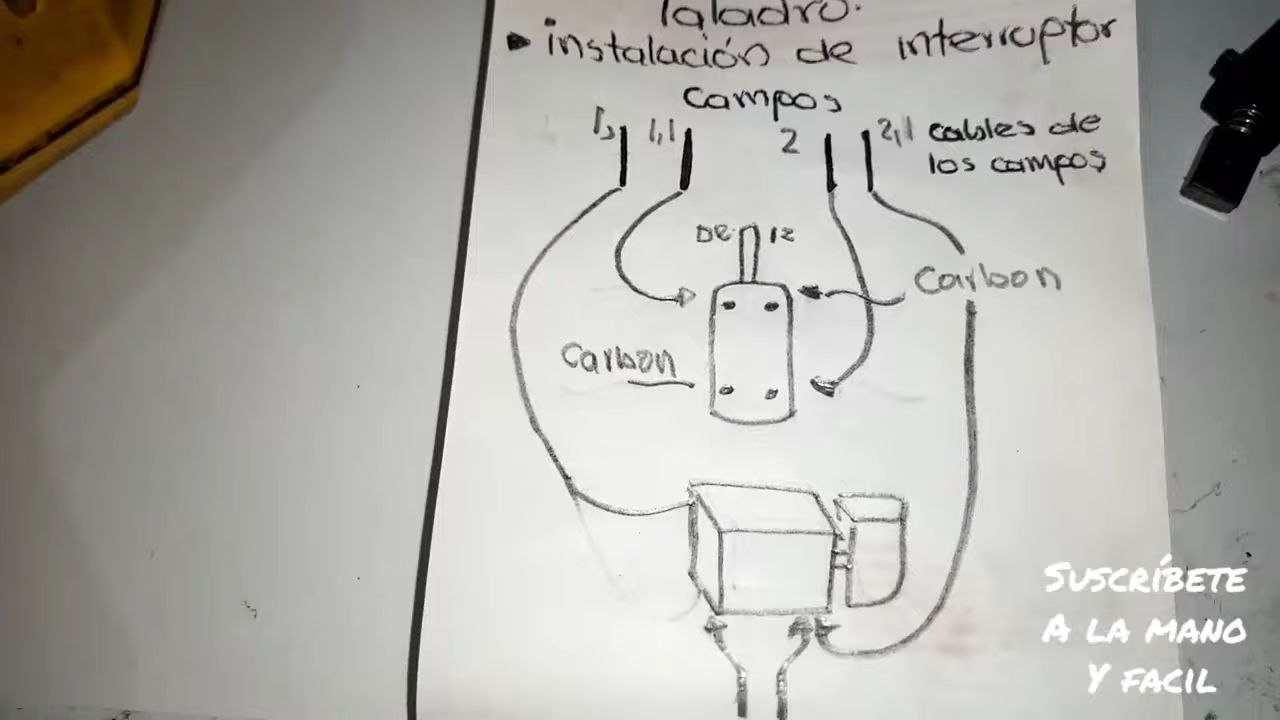 Taladro.
instalación de interruptor
campos
1, 1,1 2 2,1 cables de
los campos
DE IZ
Carbon
Carbon
SUSCRÍBETE
A LA MANO
Y FACIL